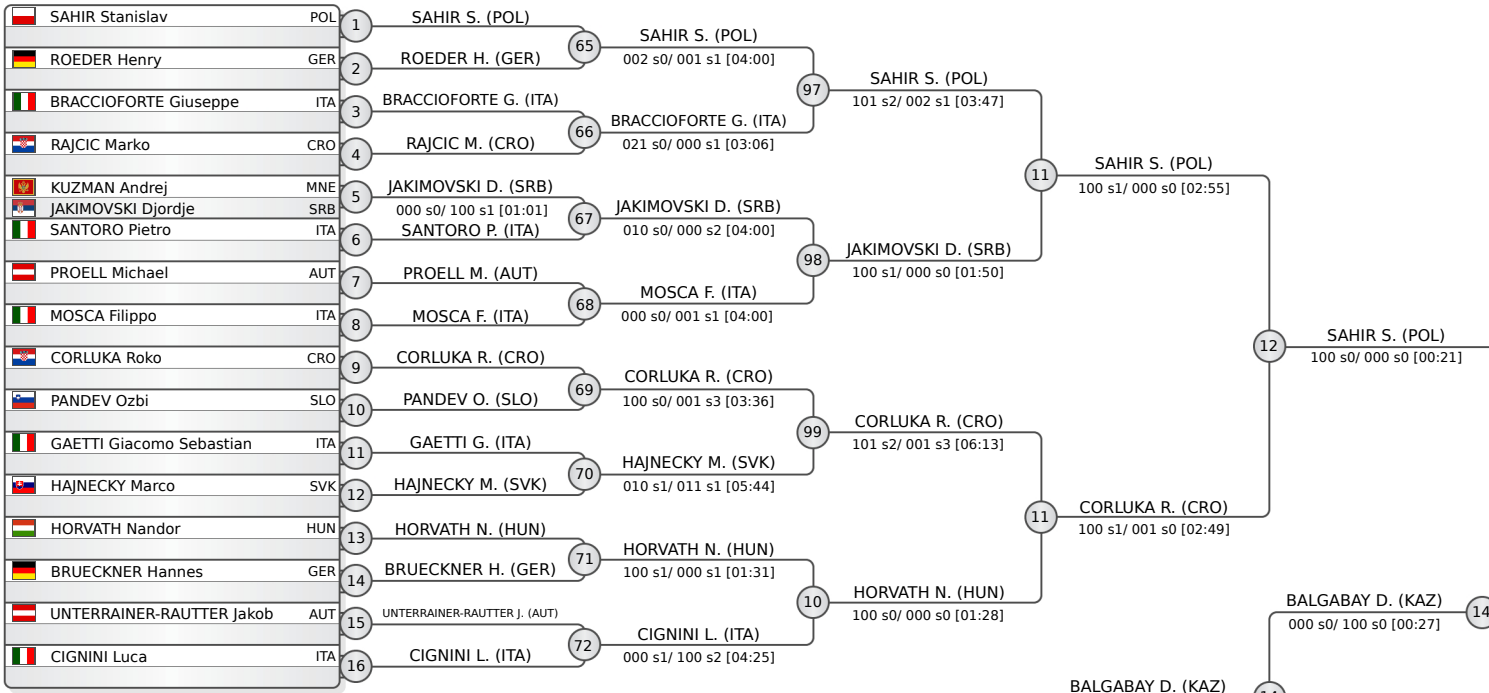 SAHIR Stanislav POL
ROEDER Henry GER
BRACCIOFORTE Giuseppe ITA
RAJCIC Marko CRO
KUZMAN Andrej MNE
JAKIMOVSKI Djordje SRB
SANTORO Pietro ITA
PROELL Michael AUT
MOSCA Filippo ITA
CORLUKA Roko CRO
PANDEV Ozbi SLO
GAETTI Giacomo Sebastian ITA
HAJNECKY Marco SVK
HORVATH Nandor HUN
BRUECKNER Hannes GER
UNTERRAINER-RAUTTER Jakob AUT
CIGNINI Luca ITA
1
2
3
4
5
6
7
8
9
10
11
12
13
14
15
16
SAHIR S. (POL)
ROEDER H. (GER)
BRACCIOFORTE G. (ITA)
RAJCIC M. (CRO)
JAKIMOVSKI D. (SRB)
000 s0/ 100 s1 [01:01]
SANTORO P. (ITA)
PROELL M. (AUT)
MOSCA F. (ITA)
CORLUKA R. (CRO)
PANDEV O. (SLO)
GAETTI G. (ITA)
HAJNECKY M. (SVK)
HORVATH N. (HUN)
BRUECKNER H. (GER)
UNTERRAINER-RAUTTER J. (AUT)
CIGNINI L. (ITA)
65
66
67
68
69
70
71
72
SAHIR S. (POL)
002 s0/ 001 s1 [04:00]
BRACCIOFORTE G. (ITA)
021 s0/ 000 s1 [03:06]
JAKIMOVSKI D. (SRB)
010 s0/ 000 s2 [04:00]
MOSCA F. (ITA)
000 s0/ 001 s1 [04:00]
CORLUKA R. (CRO)
100 s0/ 001 s3 [03:36]
HAJNECKY M. (SVK)
010 s1/ 011 s1 [05:44]
HORVATH N. (HUN)
100 s1/ 000 s1 [01:31]
CIGNINI L. (ITA)
000 s1/ 100 s2 [04:25]
97
98
99
10
SAHIR S. (POL)
101 s2/ 002 s1 [03:47]
JAKIMOVSKI D. (SRB)
100 s1/ 000 s0 [01:50]
CORLUKA R. (CRO)
101 s2/ 001 s3 [06:13]
HORVATH N. (HUN)
100 s0/ 000 s0 [01:28]
11
11
SAHIR S. (POL)
100 s1/ 000 s0 [02:55]
CORLUKA R. (CRO)
100 s1/ 001 s0 [02:49]
12
SAHIR S. (POL)
100 s0/ 000 s0 [00:21]
BALGABAY D. (KAZ)
000 s0/ 100 s0 [00:27]
14
BALGABAY D. (KAZ)